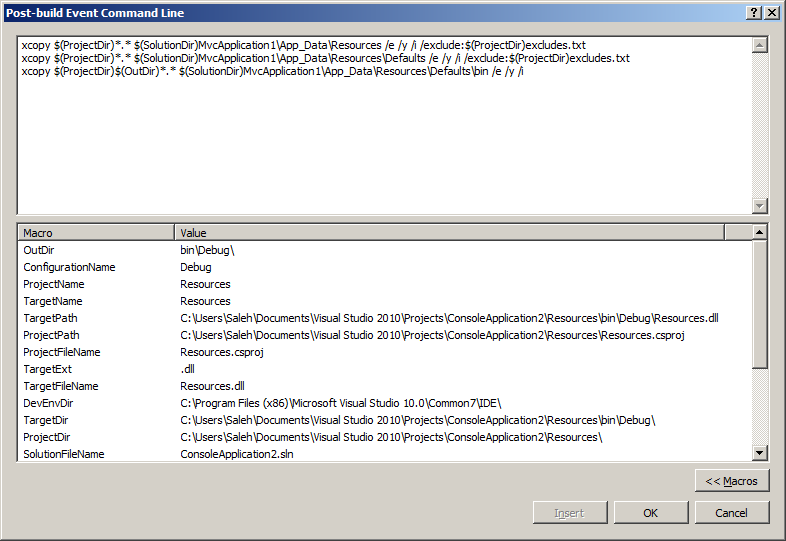 Post-build Event Command Line
xcopy $(ProjectDir)*.* $(SolutionDir)MvcApplication1\App_Data\Resources /e /y /i /exclude:$(ProjectDir)excludes.txt
xcopy $(ProjectDir)*.* $(SolutionDir)MvcApplication1\App_Data\Resources\Defaults /e /y /i /exclude:$(ProjectDir)excludes.txt
xcopy $(ProjectDir)$(OutDir)*.* $(SolutionDir)MvcApplication1\App_Data\Resources\Defaults\bin /e /y /i
Macro Value
OutDir bin\Debug\
ConfigurationName Debug
ProjectName Resources
TargetName Resources
TargetPath C:\Users\Saleh\Documents\Visual Studio 2010\Projects\ConsoleApplication2\Resources\bin\Debug\Resources.dll
ProjectPath C:\Users\Saleh\Documents\Visual Studio 2010\Projects\ConsoleApplication2\Resources\Resources.csproj
ProjectFileName Resources.csproj
TargetExt .dll
TargetFileName Resources.dll
DevEnvDir C:\Program Files (x86)\Microsoft Visual Studio 10.0\Common7\IDE\
TargetDir C:\Users\Saleh\Documents\Visual Studio 2010\Projects\ConsoleApplication2\Resources\bin\Debug\
ProjectDir C:\Users\Saleh\Documents\Visual Studio 2010\Projects\ConsoleApplication2\Resources\
SolutionFileName ConsoleApplication2.sln
<< Macros
Insert OK Cancel